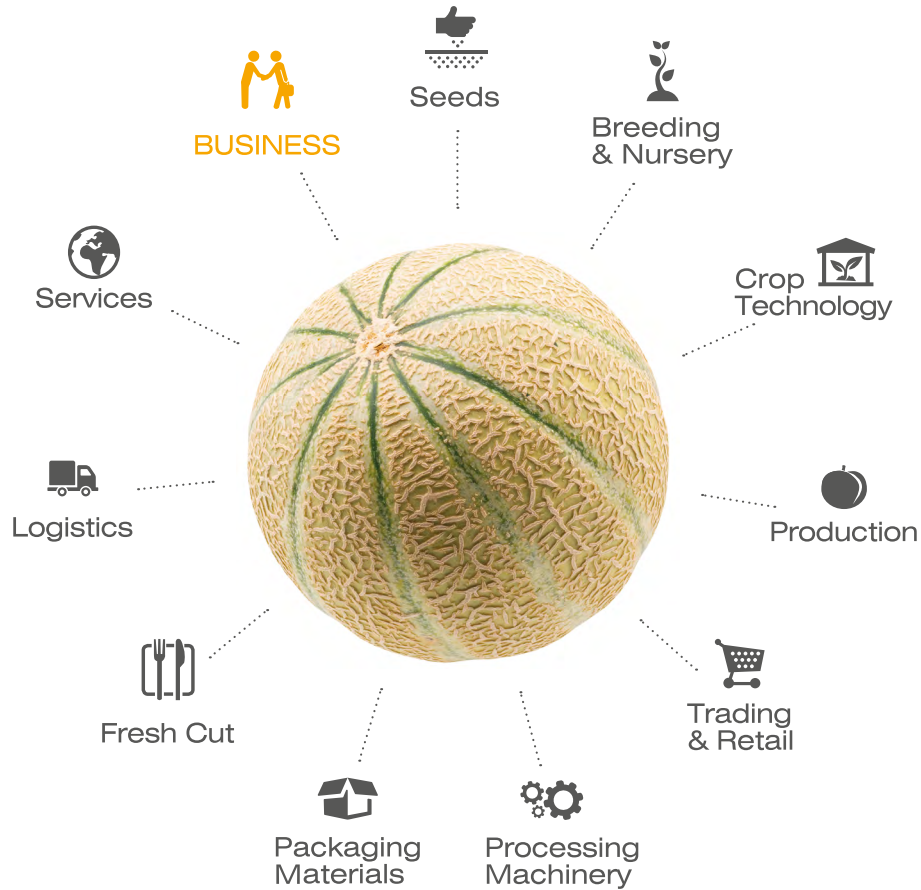 Seeds
BUSINESS
Breeding
& Nursery
Services
Crop
Technology
Logistics
Production
Fresh Cut
Trading
& Retail
Packaging
Materials
Processing
Machinery